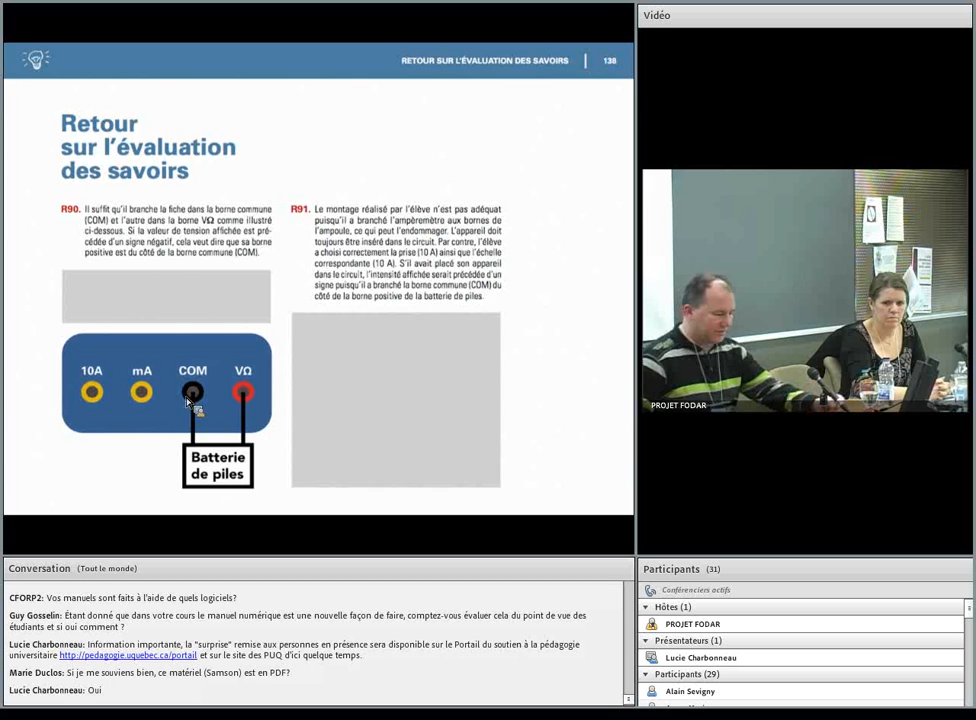 RETOUR SUR L'ÉVALUATION DES SAVOIRS | 138
Retour
sur l'évaluation
des savoirs
R90. Il suffit qu'il branche la fiche dans la borne commune
(COM) et l'autre dans la borne VΩ comme illustré
ci-dessous. Si la valeur de tension affichée est pré-
cédée d'un signe négatif, cela veut dire que sa borne
positive est du côté de la borne commune (COM).
10A mA COM VΩ
Batterie
de piles
R91. Le montage réalisé par l'élève n'est pas adéquat
puisqu'il a branché l'ampèremètre aux bornes de
l'ampoule, ce qui peut l'endommager. L'appareil doit
toujours être inséré dans le circuit. Par contre, l'élève
a choisi correctement la prise (10 A) ainsi que l'échelle
correspondante (10 A). S'il avait placé son appareil
dans le circuit, l'intensité affichée serait précédée d'un
signe puisqu'il a branché la borne commune (COM) du
côté de la borne positive de la batterie de piles.
Vidéo
PROJET FODAR
Conversation (Tout le monde)
CFORP2: Vos manuels sont faits à l'aide de quels logiciels?
Guy Gosselin: Étant donné que dans votre cours le manuel numérique est une nouvelle façon de faire, comptez-vous évaluer cela du point de vue des
étudiants et si oui comment ?
Lucie Charbonneau: Information importante, la "surprise" remise aux personnes en présence sera disponible sur le Portail du soutien à la pédagogie
universitaire http://pedagogie.uquebec.ca/portail et sur le site des PUQ d'ici quelque temps.
Marie Duclos: Si je me souviens bien, ce matériel (Samson) est en PDF?
Lucie Charbonneau: Oui
Participants (31)
Conférenciers actifs
Hôtes (1)
PROJET FODAR
Présentateurs (1)
Lucie Charbonneau
Participants (29)
Alain Sevigny